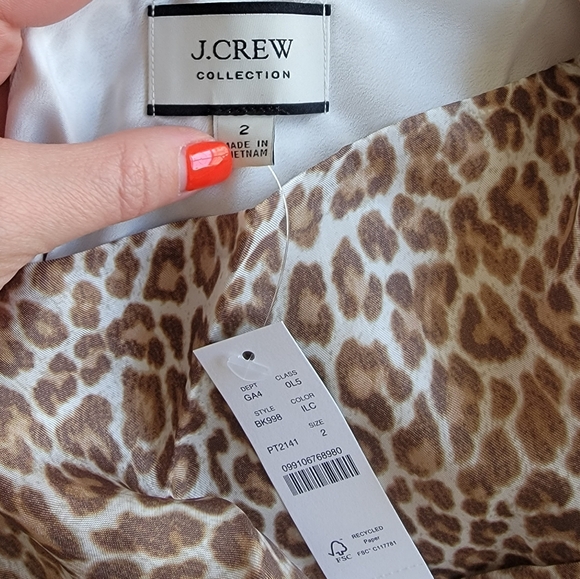 J.CREW
COLLECTION
2
MADE IN
VIETNAM
DEPT CLASS
GA4 0L5
STYLE COLOR
BK998 ILC
SIZE
PT2141 2
099106768980
FSC
RECYCLED
Paper
FSC® C117781